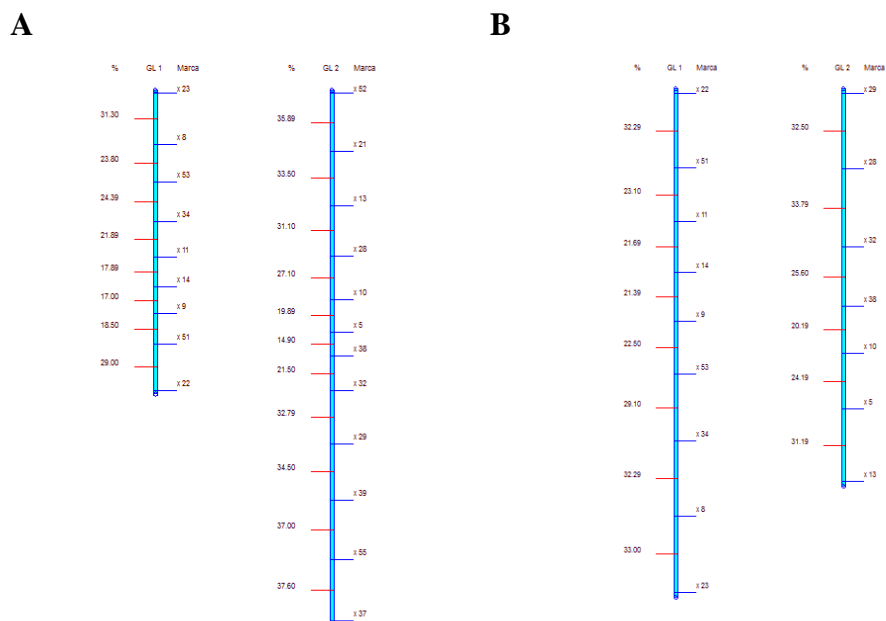 A
% GL 1 Marca
x 23
31.30
x 8
23.80
x 53
24.39
x 34
21.89
x 11
17.89
x 14
17.00
x 9
18.50
x 51
29.00
x 22
% GL 2
x 52
35.89
x 21
33.50
x 13
31.10
x 28
27.10
x 10
19.89
x 5
14.90
x 38
21.50
x 32
32.79
x 29
34.50
x 39
37.00
x 55
37.60
x 37
B
% GL 1 Marca
x 22
32.29
x 51
23.10
x 11
21.69
x 14
21.39
x 9
22.50
x 53
29.10
x 34
32.29
x 8
33.00
x 23
% GL 2 Marca
x 29
32.50
x 28
33.79
x 32
25.60
x 38
20.19
x 10
24.19
x 5
31.19
x 13